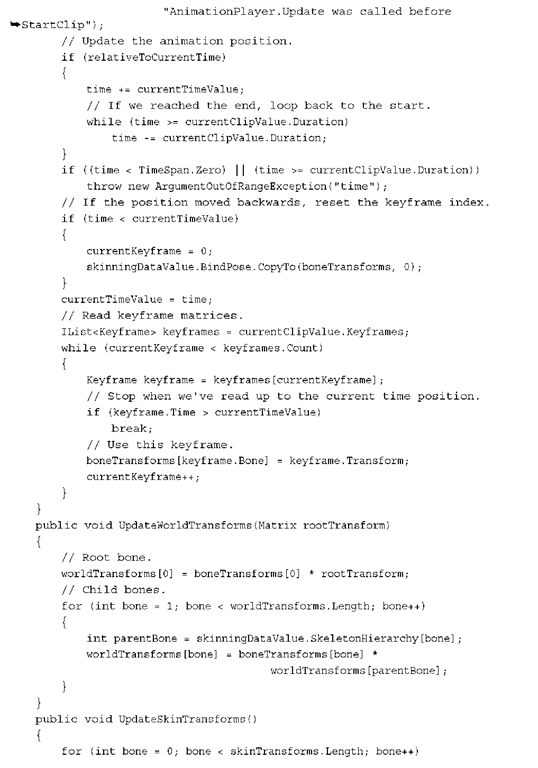 "AnimationPlayer.Update was called before
➥StartClip");
// Update the animation position.
if (relativeToCurrentTime)
{
time += currentTimeValue;
// If we reached the end, loop back to the start.
while (time >= currentClipValue.Duration)
time -= currentClipValue.Duration;
}
if ((time < TimeSpan.Zero) || (time >= currentClipValue.Duration))
throw new ArgumentOutOfRangeException("time");
// If the position moved backwards, reset the keyframe index.
if (time < currentTimeValue)
{
currentKeyframe = 0;
skinningDataValue.BindPose.CopyTo(boneTransforms, 0);
}
currentTimeValue = time;
// Read keyframe matrices.
IList<Keyframe> keyframes = currentClipValue.Keyframes;
while (currentKeyframe < keyframes.Count)
{
Keyframe keyframe = keyframes[currentKeyframe];
// Stop when we've read up to the current time position.
if (keyframe.Time > currentTimeValue)
break;
// Use this keyframe.
boneTransforms[keyframe.Bone] = keyframe.Transform;
currentKeyframe++;
}
}
public void UpdateWorldTransforms(Matrix rootTransform)
{
// Root bone.
worldTransforms[0] = boneTransforms[0] * rootTransform;
// Child bones.
for (int bone = 1; bone < worldTransforms.Length; bone++)
{
int parentBone = skinningDataValue.SkeletonHierarchy[bone];
worldTransforms[bone] = boneTransforms[bone] *
worldTransforms[parentBone];
}
}
public void UpdateSkinTransforms()
{
for (int bone = 0; bone < skinTransforms.Length; bone++)